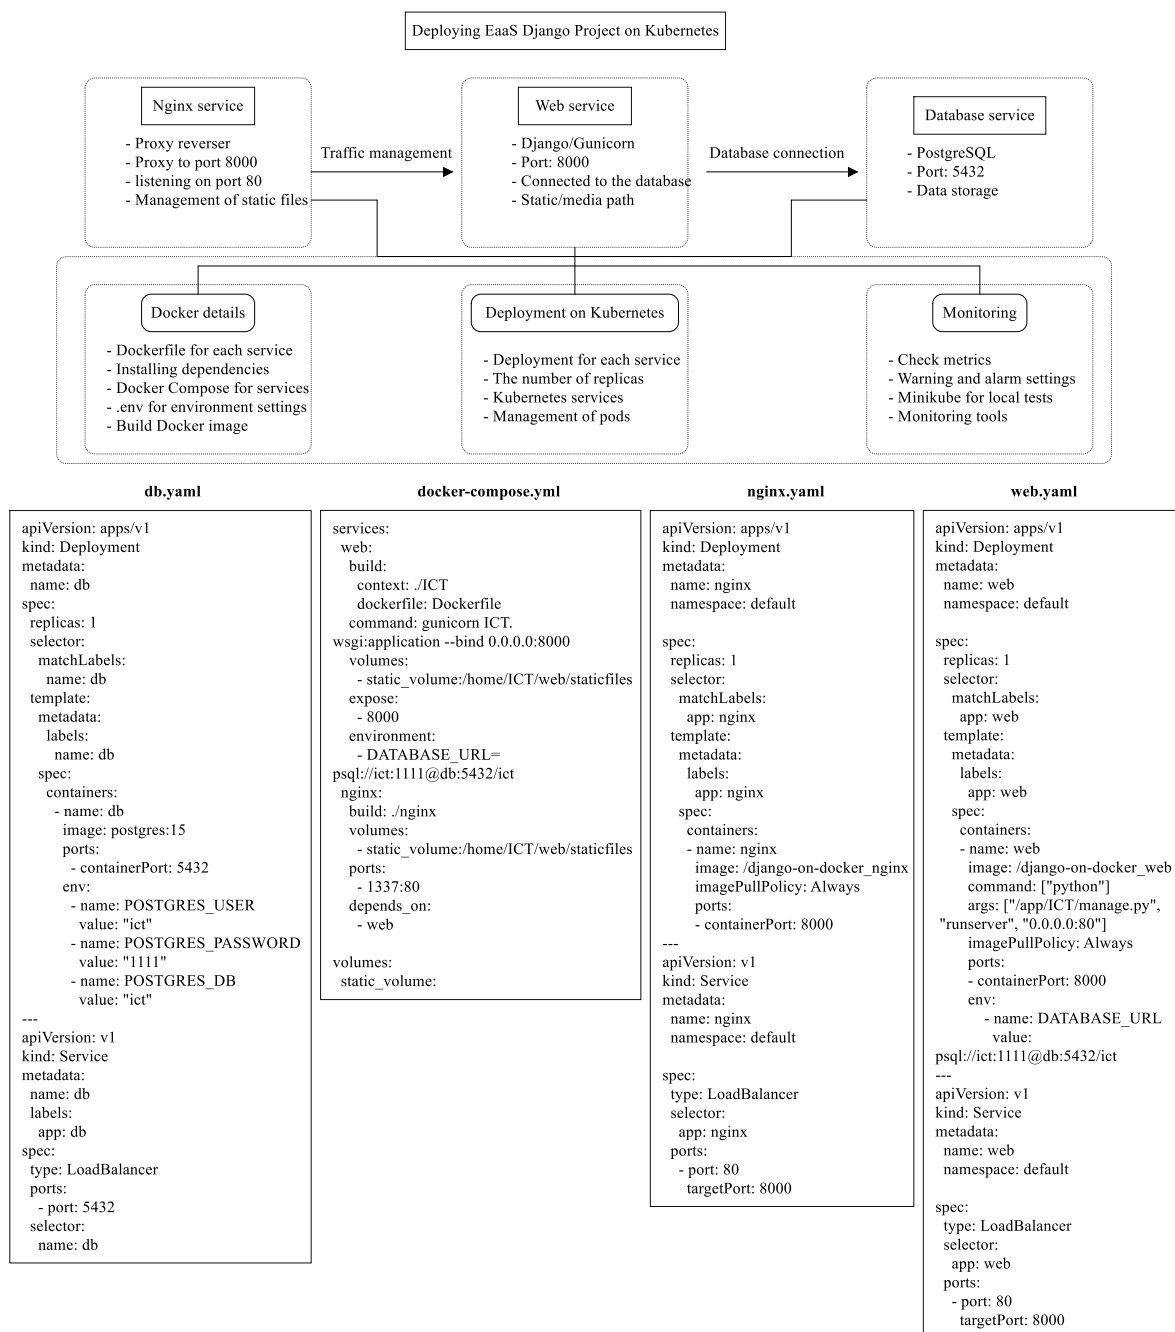 Deploying EaaS Django Project on Kubernetes
Nginx service
- Proxy reverser
- Proxy to port 8000
- listening on port 80
- Management of static files
Traffic management
Web service
- Django/Gunicorn
- Port: 8000
- Connected to the database
- Static/media path
Database connection
Database service
- PostgreSQL
- Port: 5432
- Data storage
Docker details
- Dockerfile for each service
- Installing dependencies
- Docker Compose for services
- .env for environment settings
- Build Docker image
Deployment on Kubernetes
- Deployment for each service
- The number of replicas
- Kubernetes services
- Management of pods
Monitoring
- Check metrics
- Warning and alarm settings
- Minikube for local tests
- Monitoring tools
db.yaml
apiVersion: apps/v1
kind: Deployment
metadata:
  name: db
spec:
  replicas: 1
  selector:
    matchLabels:
      name: db
  template:
    metadata:
      labels:
        name: db
    spec:
      containers:
        - name: db
          image: postgres:15
          ports:
            - containerPort: 5432
          env:
            - name: POSTGRES_USER
              value: "ict"
            - name: POSTGRES_PASSWORD
              value: "1111"
            - name: POSTGRES_DB
              value: "ict"
---
apiVersion: v1
kind: Service
metadata:
  name: db
  labels:
    app: db
spec:
  type: LoadBalancer
  ports:
    - port: 5432
  selector:
    name: db
docker-compose.yml
services:
  web:
    build:
      context: ./ICT
      dockerfile: Dockerfile
    command: gunicorn ICT.
wsgi:application --bind 0.0.0.0:8000
    volumes:
      - static_volume:/home/ICT/web/staticfiles
    expose:
      - 8000
    environment:
      - DATABASE_URL=
psql://ict:1111@db:5432/ict
  nginx:
    build: ./nginx
    volumes:
      - static_volume:/home/ICT/web/staticfiles
    ports:
      - 1337:80
    depends_on:
      - web
volumes:
  static_volume:
nginx.yaml
apiVersion: apps/v1
kind: Deployment
metadata:
  name: nginx
  namespace: default
spec:
  replicas: 1
  selector:
    matchLabels:
      app: nginx
  template:
    metadata:
      labels:
        app: nginx
    spec:
      containers:
      - name: nginx
        image: /django-on-docker_nginx
        imagePullPolicy: Always
        ports:
        - containerPort: 8000
---
apiVersion: v1
kind: Service
metadata:
  name: nginx
  namespace: default
spec:
  type: LoadBalancer
  selector:
    app: nginx
  ports:
    - port: 80
      targetPort: 8000
web.yaml
apiVersion: apps/v1
kind: Deployment
metadata:
  name: web
  namespace: default
spec:
  replicas: 1
  selector:
    matchLabels:
      app: web
  template:
    metadata:
      labels:
        app: web
    spec:
      containers:
      - name: web
        image: /django-on-docker_web
        command: ["python"]
        args: ["/app/ICT/manage.py",
"runserver", "0.0.0.0:80"]
        imagePullPolicy: Always
        ports:
        - containerPort: 8000
        env:
            - name: DATABASE_URL
              value:
psql://ict:1111@db:5432/ict
---
apiVersion: v1
kind: Service
metadata:
  name: web
  namespace: default
spec:
  type: LoadBalancer
  selector:
    app: web
  ports:
    - port: 80
      targetPort: 8000